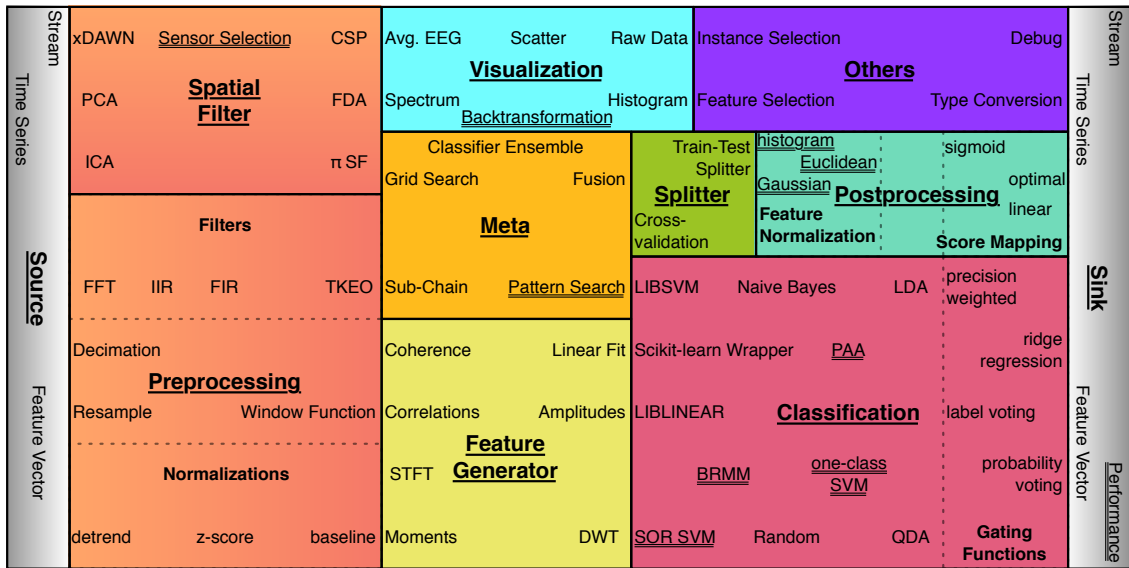 Stream
Time Series
Source
Feature Vector
xDAWN Sensor Selection CSP
PCA Spatial FDA
Filter
ICA π SF
Filters
FFT IIR FIR TKEO
Decimation
Preprocessing
Resample Window Function
Normalizations
detrend z-score baseline
Avg. EEG Scatter Raw Data
Visualization
Spectrum Histogram
Backtransformation
Instance Selection Debug
Others
Feature Selection Type Conversion
Classifier Ensemble
Grid Search Fusion
Meta
Sub-Chain Pattern Search
Train-Test
Splitter
Splitter
Cross-
validation
histogram sigmoid
Euclidean
Gaussian optimal
Postprocessing
Feature linear
Normalization Score Mapping
Coherence Linear Fit
Correlations Amplitudes
Feature
STFT Generator
Moments DWT
LIBSVM Naive Bayes LDA precision
weighted
Scikit-learn Wrapper PAA ridge
regression
LIBLINEAR Classification label voting
BRMM one-class probability
SVM voting
SOR SVM Random QDA Gating
Functions
Stream
Time Series
Sink
Feature Vector
Performance